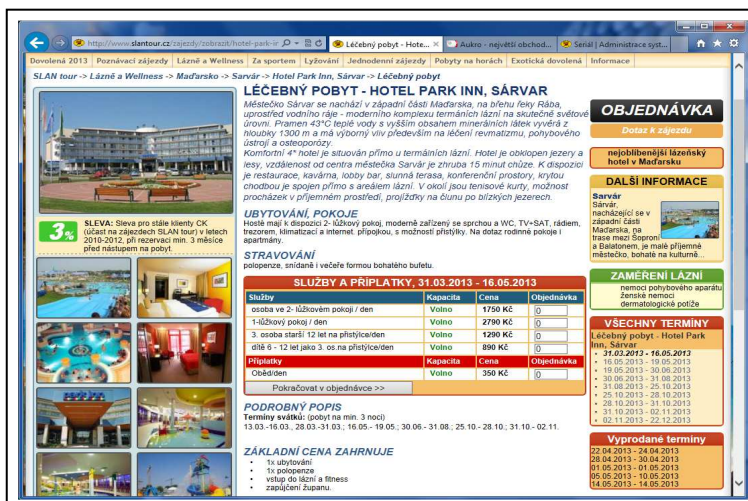 http://www.slantour.cz/zajezdy/zobrazit/hotel-park-ir
Léčebný pobyt - Hote...
Aukro - největší obchod...
Seriál | Administrace syst...
Dovolená 2013 Poznávací zájezdy Lázně a Wellness Za sportem Lyžování Jednodenní zájezdy Pobyty na horách Exotická dovolená Informace
SLAN tour -> Lázně a Wellness -> Maďarsko -> Sarvár -> Hotel Park Inn, Sárvar -> Léčebný pobyt
LÉČEBNÝ POBYT - HOTEL PARK INN, SÁRVAR
Městečko Sárvar se nachází v západní části Maďarska, na břehu řeky Rába,
uprostřed vodního ráje - moderního komplexu termálních lázní na skutečně světové
úrovni. Pramen 43°C teplé vody s vyšším obsahem minerálních látek vyvěrá z
hloubky 1300 m a má výborný vliv především na léčení revmatizmu, pohybového
ústrojí a osteoporózy.
Komfortní 4* hotel je situován přímo u termálních lázní. Hotel je obklopen jezery a
lesy, vzdálenost od centra městečka Sarvár je zhruba 15 minut chůze. K dispozici
je restaurace, kavárna, lobby bar, slunná terasa, konferenční prostory, krytou
chodbou je spojen přímo s areálem lázní. V okolí jsou tenisové kurty, možnost
procházek v příjemném prostředí, projížďky na člunu po blízkých jezerech.
3%
SLEVA: Sleva pro stále klienty CK
(účast na zájezdech SLAN tour) v letech
2010-2012, při rezervaci min. 3 měsíce
před nástupem na pobyt.
UBYTOVÁNÍ, POKOJE
Hosté mají k dispozici 2- lůžkový pokoj, moderně zařízený se sprchou a WC, TV+SAT, rádiem,
trezorem, klimatizací a internet. přípojkou, s možností přistýlky. Na dotaz rodinné pokoje i
apartmány.
STRAVOVÁNÍ
polopenze, snídaně i večeře formou bohatého bufetu.
SLUŽBY A PŘÍPLATKY, 31.03.2013 - 16.05.2013
Služby Kapacita Cena Objednávka
osoba ve 2- lůžkovém pokoji / den Volno 1750 Kč 0
1-lůžkový pokoj / den Volno 2790 Kč 0
3. osoba starší 12 let na přistýlce/den Volno 1290 Kč 0
dítě 6 - 12 let jako 3. os.na přistýlce/den Volno 890 Kč 0
Příplatky Kapacita Cena Objednávka
Oběd/den Volno 350 Kč 0
Pokračovat v objednávce >>
PODROBNÝ POPIS
Termíny svátků: (pobyt na min. 3 noci)
13.03.-16.03., 28.03.-31.03.; 16.05.- 19.05.; 30.06.- 31.08.; 25.10.- 28.10.; 31.10.- 02.11.
ZÁKLADNÍ CENA ZAHRNUJE
1x ubytování
1x polopenze
vstup do lázní a fitness
zapůjčení županu.
OBJEDNÁVKA
Dotaz k zájezdu
nejoblíbenější lázeňský
hotel v Maďarsku
DALŠÍ INFORMACE
Sarvár
Sárvar,
nacházející se v
západní části
Maďarska, na
trase mezi Šoproní
a Balatonem, je malé příjemné
městečko, bohaté na kulturně...
ZAMĚŘENÍ LÁZNÍ
nemoci pohybového aparátu
ženské nemoci
dermatologické potíže
VŠECHNY TERMÍNY
Léčebný pobyt - Hotel Park
Inn, Sárvar
31.03.2013 - 16.05.2013
16.05.2013 - 19.05.2013
19.05.2013 - 30.06.2013
30.06.2013 - 31.08.2013
31.08.2013 - 25.10.2013
25.10.2013 - 28.10.2013
28.10.2013 - 31.10.2013
31.10.2013 - 02.11.2013
02.11.2013 - 22.12.2013
Vyprodané termíny
22.04.2013 - 24.04.2013
28.04.2013 - 30.04.2013
01.05.2013 - 01.05.2013
05.05.2013 - 10.05.2013
14.05.2013 - 14.05.2013